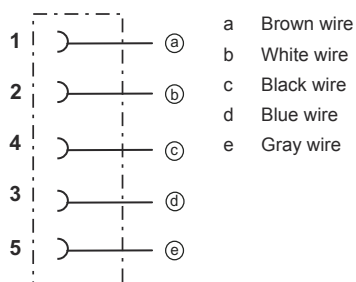 1 ⓐ
2 ⓑ
4 ⓒ
3 ⓓ
5 ⓔ
a Brown wire
b White wire
c Black wire
d Blue wire
e Gray wire